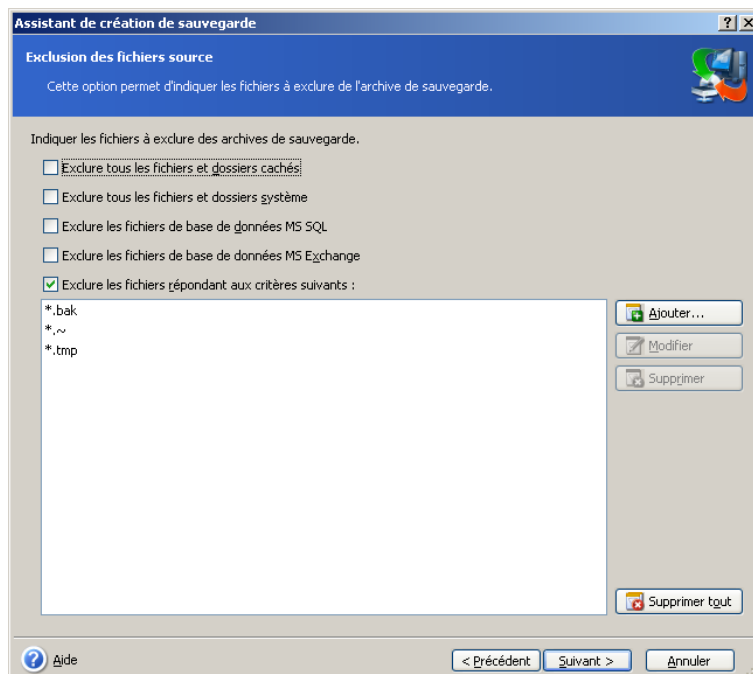 Assistant de création de sauvegarde
Exclusion des fichiers source
Cette option permet d'indiquer les fichiers à exclure de l'archive de sauvegarde.
Indiquer les fichiers à exclure des archives de sauvegarde.
Exclure tous les fichiers et dossiers cachés
Exclure tous les fichiers et dossiers système
Exclure les fichiers de base de données MS SQL
Exclure les fichiers de base de données MS Exchange
Exclure les fichiers répondant aux critères suivants :
*.bak
*.~
*.tmp
Ajouter...
Modifier
Supprimer
Supprimer tout
Aide
< Précédent
Suivant >
Annuler